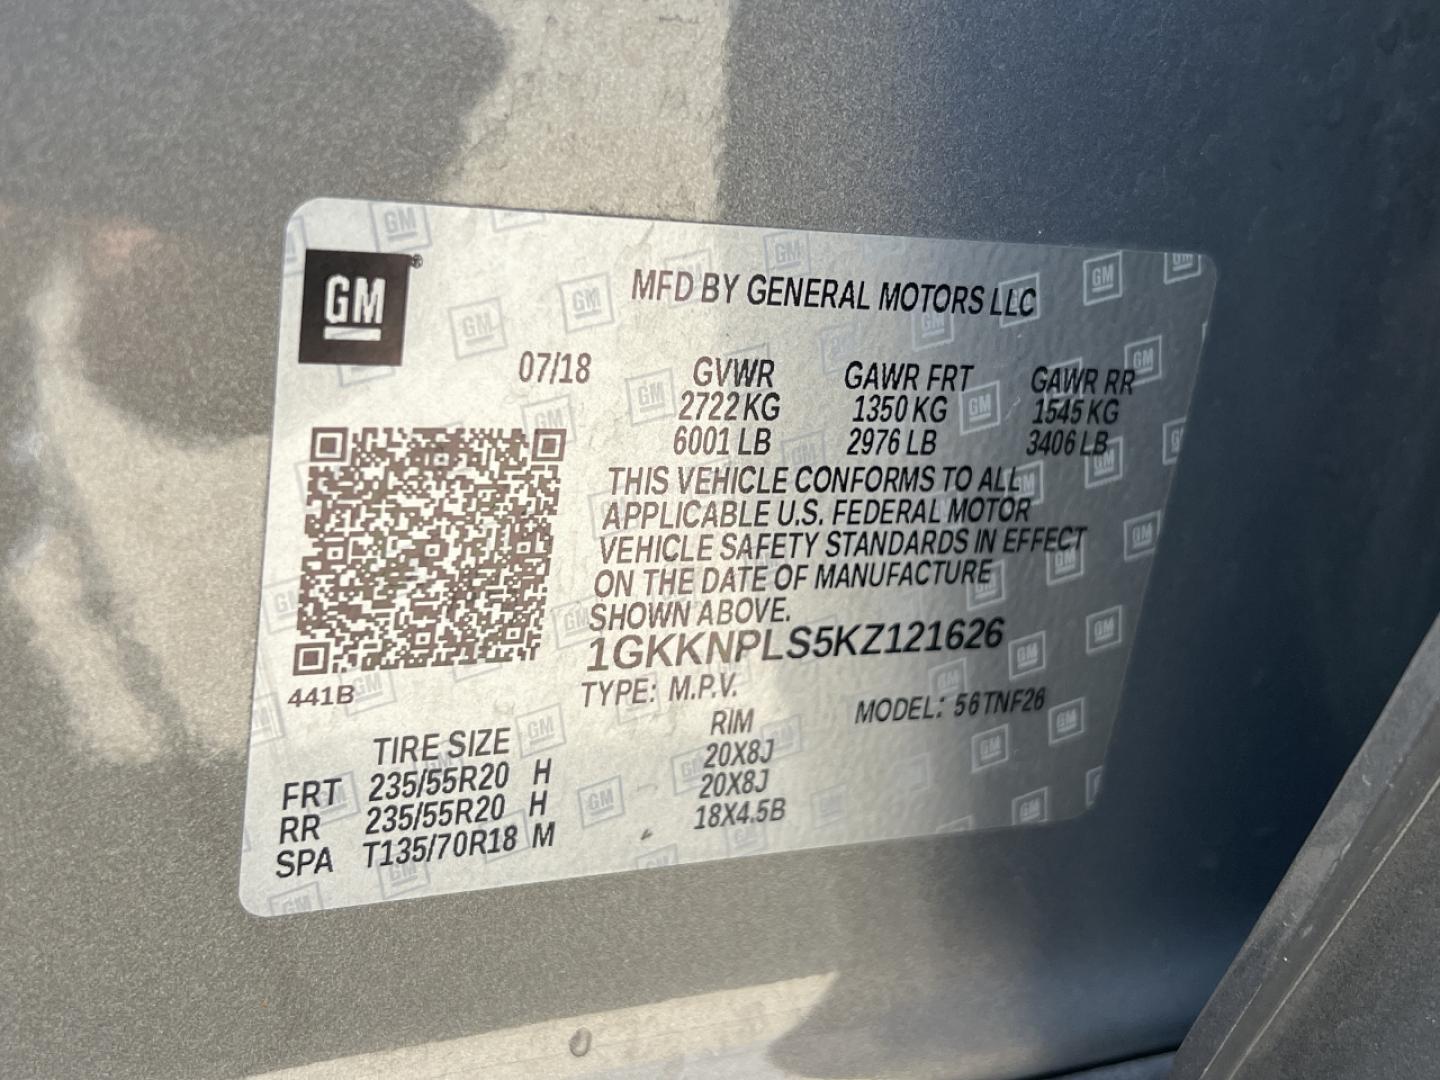 GM
MFD BY GENERAL MOTORS LLC
07/18 GVWR GAWR FRT GAWR RR
2722 KG 1350 KG 1545 KG
6001 LB 2976 LB 3406 LB
THIS VEHICLE CONFORMS TO ALL
APPLICABLE U.S. FEDERAL MOTOR
VEHICLE SAFETY STANDARDS IN EFFECT
ON THE DATE OF MANUFACTURE
SHOWN ABOVE.
1GKKNPLS5KZ121626
441B
TYPE: M.P.V. MODEL: 56TNF26
TIRE SIZE RIM
FRT 235/55R20 H 20X8J
RR 235/55R20 H 20X8J
SPA T135/70R18 M 18X4.5B